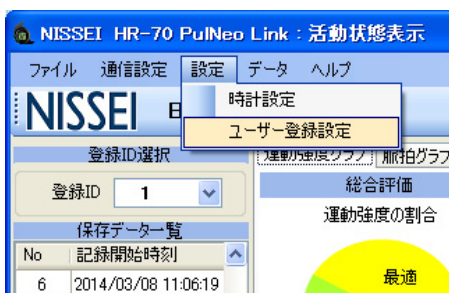 NISSEI HR-70 PulNeo Link : 活動状態表示
ファイル 通信設定 設定 データ ヘルプ
時計設定
ユーザー登録設定
NISSEI
登録ID選択
登録ID 1
保存データ一覧
No 記録開始時刻
6 2014/03/08 11:06:19
運動強度グラフ 脈拍グラフ
総合評価
運動強度の割合
最適